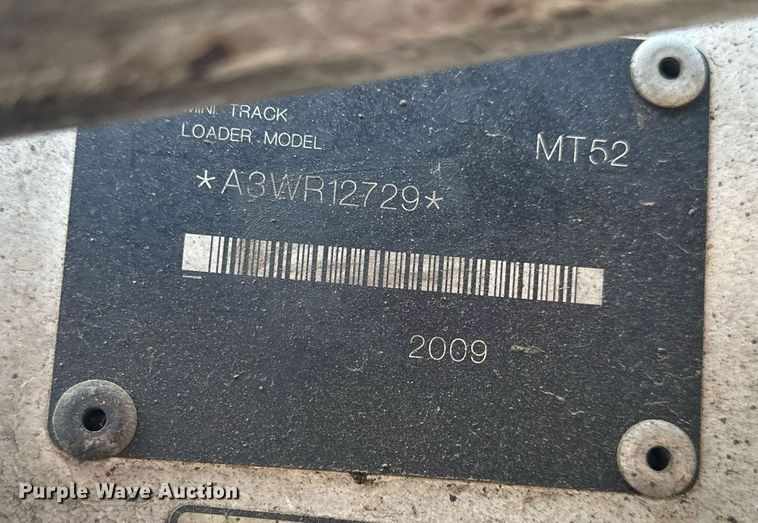 MINI TRACK
LOADER MODEL
MT52
*A3WR12729*
2009
Purple Wave Auction